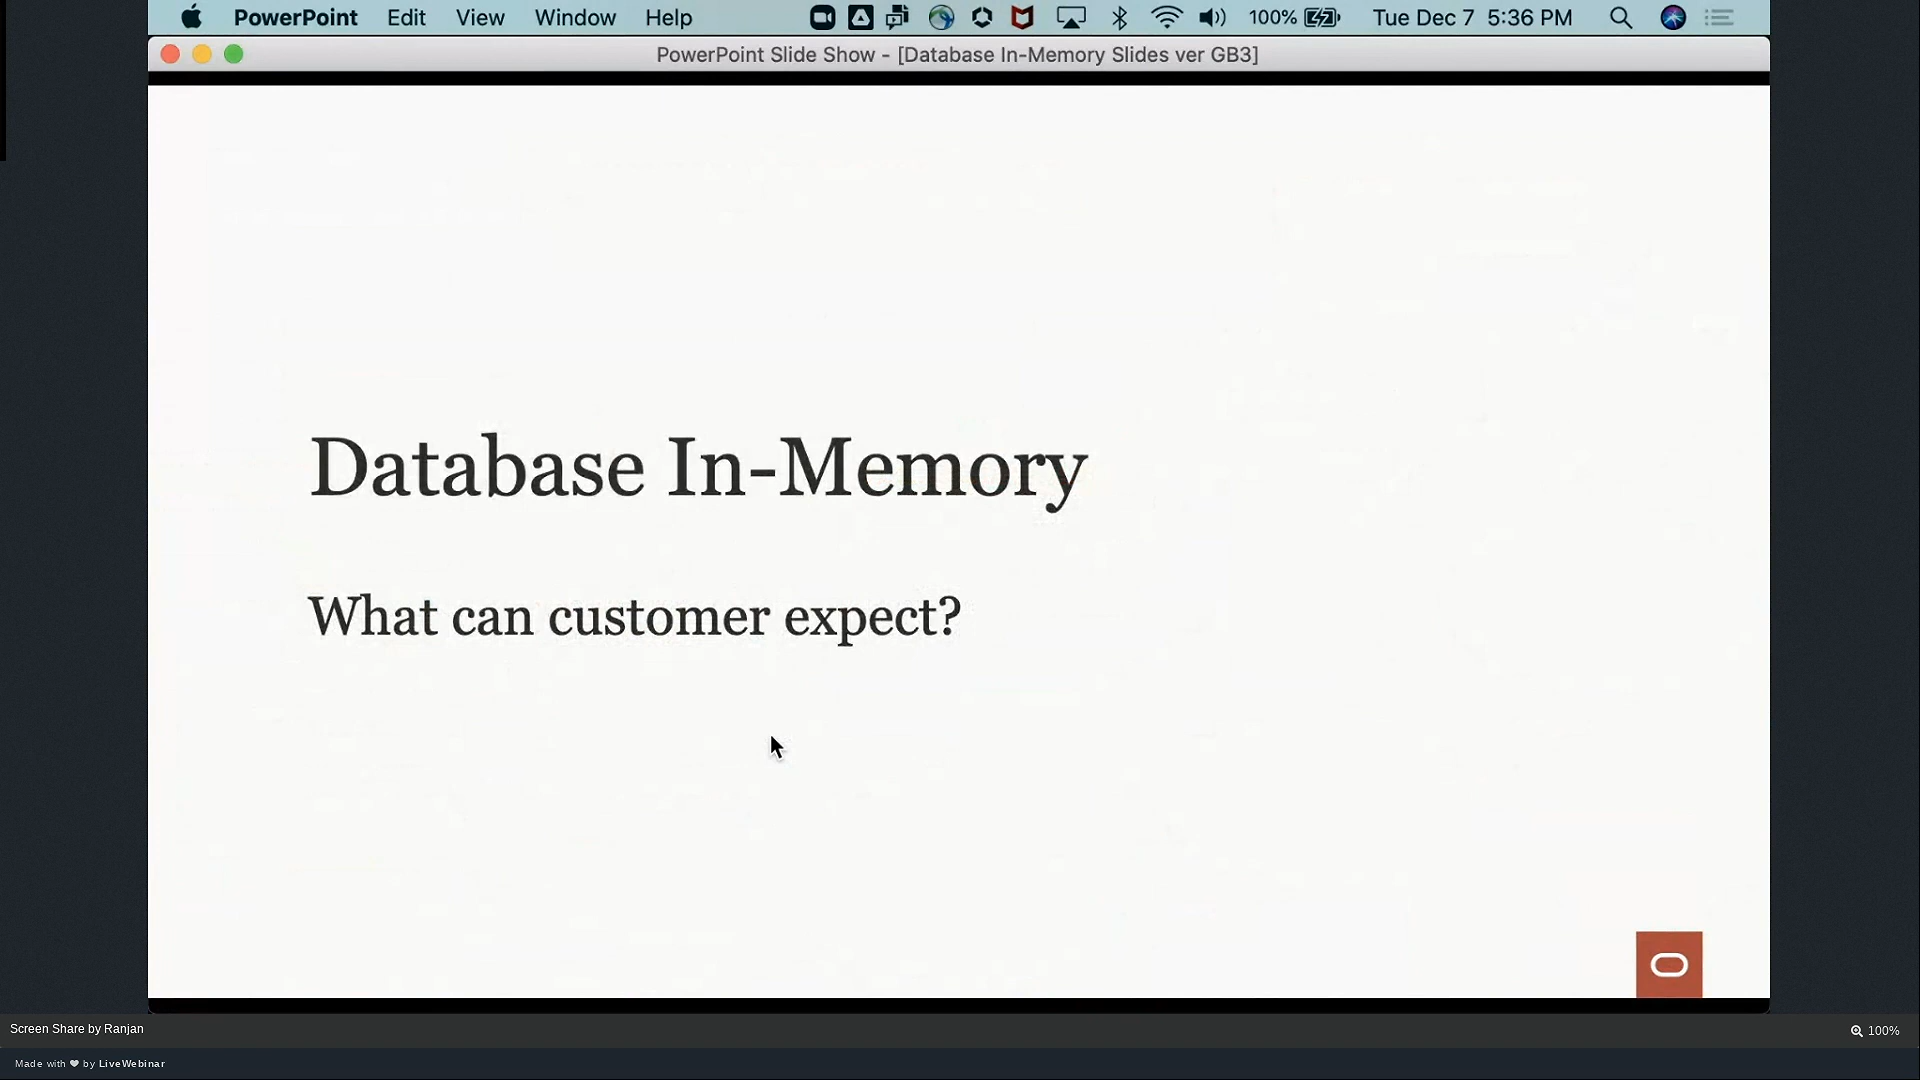 PowerPoint Edit View Window Help 100% Tue Dec 7 5:36 PM
PowerPoint Slide Show - [Database In-Memory Slides ver GB3]
Database In-Memory
What can customer expect?
Screen Share by Ranjan 100%
Made with ❤ by LiveWebinar